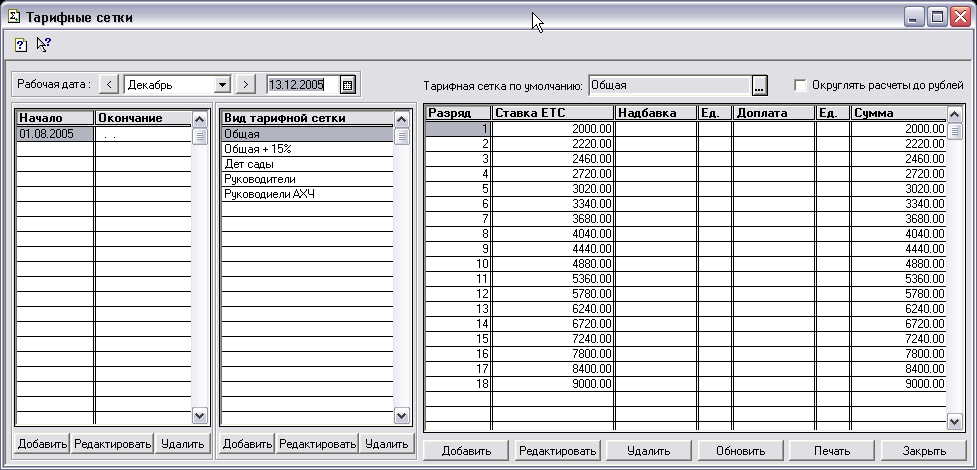 Тарифные сетки
Рабочая дата : < Декабрь > 13.12.2005
Тарифная сетка по умолчанию: Общая ... Округлять расчеты до рублей
Начало Окончание
01.08.2005 . .
Вид тарифной сетки
Общая
Общая + 15%
Дет сады
Руководители
Руководиели АХЧ
Разряд Ставка ЕТС Надбавка Ед. Доплата Ед. Сумма
1 2000.00 2000.00
2 2220.00 2220.00
3 2460.00 2460.00
4 2720.00 2720.00
5 3020.00 3020.00
6 3340.00 3340.00
7 3680.00 3680.00
8 4040.00 4040.00
9 4440.00 4440.00
10 4880.00 4880.00
11 5360.00 5360.00
12 5780.00 5780.00
13 6240.00 6240.00
14 6720.00 6720.00
15 7240.00 7240.00
16 7800.00 7800.00
17 8400.00 8400.00
18 9000.00 9000.00
Добавить Редактировать Удалить
Добавить Редактировать Удалить
Добавить Редактировать Удалить Обновить Печать Закрыть